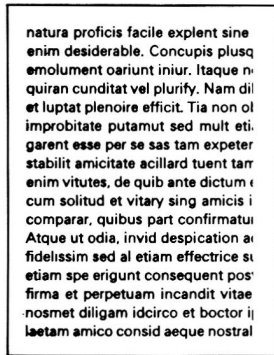 natura proficis facile explent sine
enim desiderable. Concupis plusq
emolument oariunt iniur. Itaque n
quiran cunditat vel plurify. Nam dil
et luptat plenoire efficit. Tia non ol
improbitate putamut sed mult eti
garent esse per se sas tam expeter
stabilit amicitate acillard tuent tam
enim vitutes, de quib ante dictum e
cum solitud et vitary sing amicis i
comparar, quibus part confirmatu
Atque ut odia, invid despication a
fidelissim sed al etiam effectrice s
etiam spe erigunt consequent pos
firma et perpetuam incandit vitae
nosmet diligam idcirco et boctor i
laetam amico consid aeque nostral